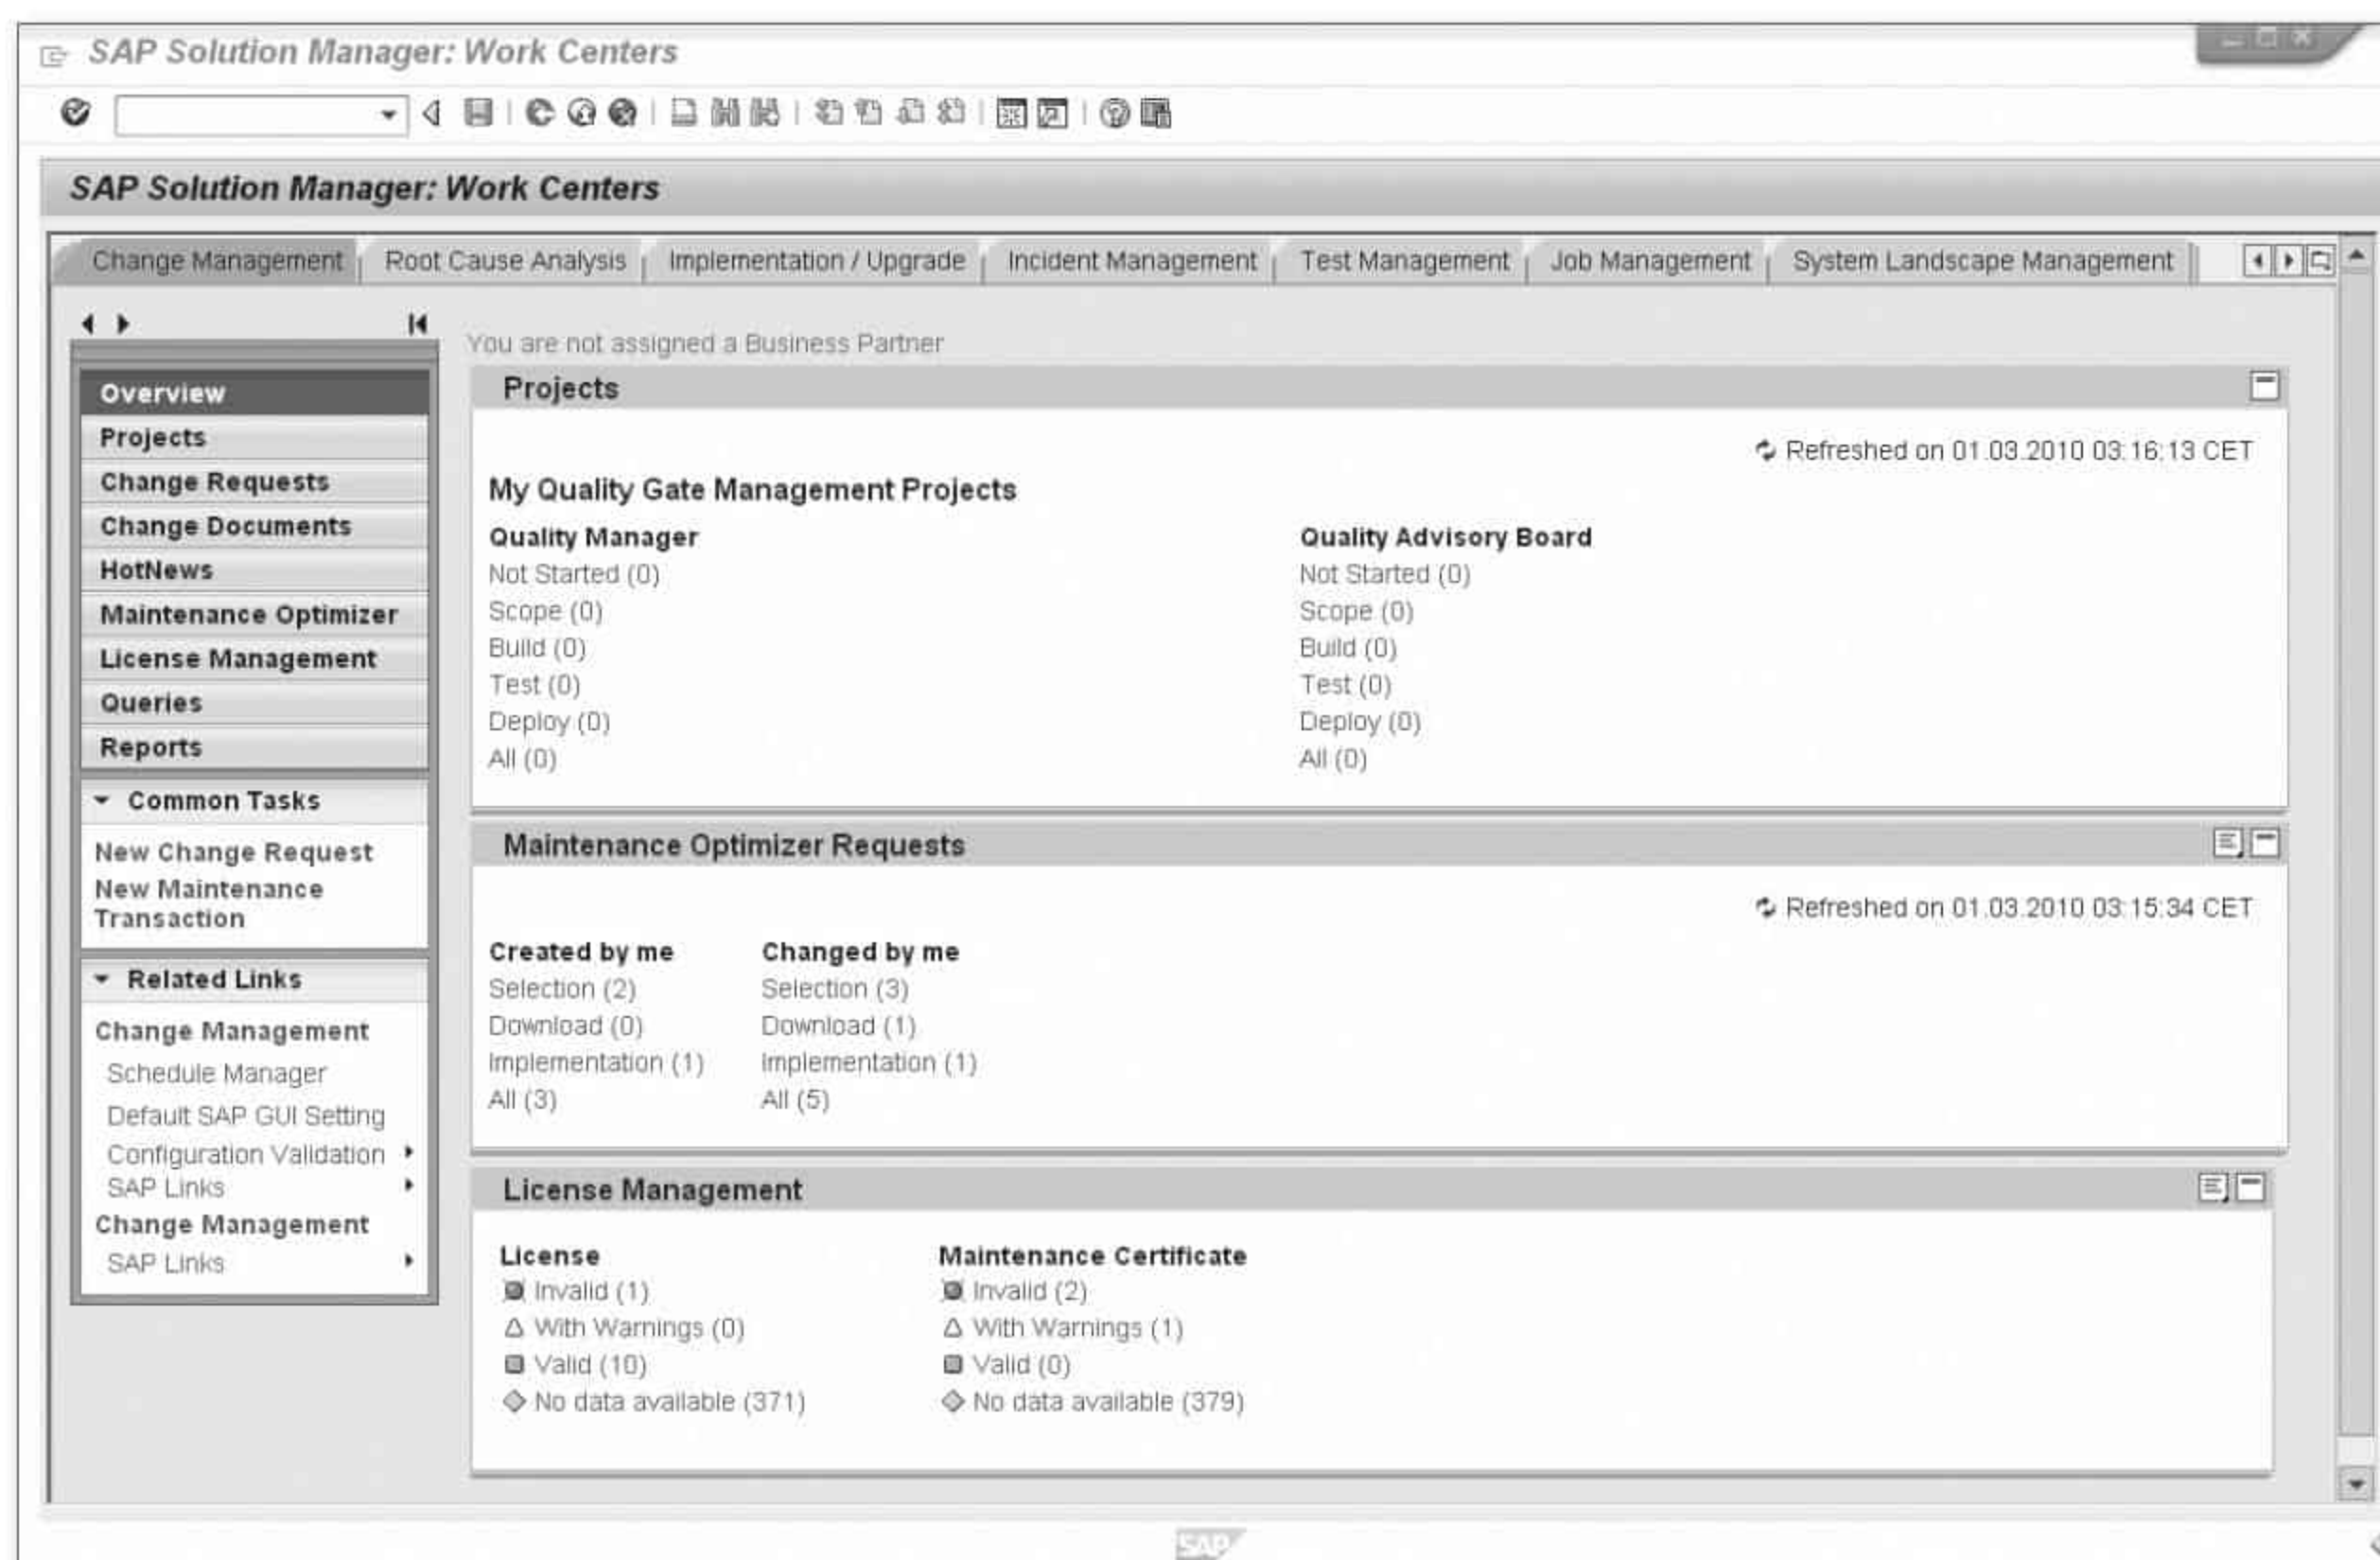 SAP Solution Manager: Work Centers
SAP Solution Manager: Work Centers
Change Management Root Cause Analysis Implementation / Upgrade Incident Management Test Management Job Management System Landscape Management
Overview
Projects
Change Requests
Change Documents
HotNews
Maintenance Optimizer
License Management
Queries
Reports
Common Tasks
New Change Request
New Maintenance
Transaction
Related Links
Change Management
Schedule Manager
Default SAP GUI Setting
Configuration Validation
SAP Links
Change Management
SAP Links
You are not assigned a Business Partner
Projects
Refreshed on 01.03.2010 03:16:13 CET
My Quality Gate Management Projects
Quality Manager
Not Started (0)
Scope (0)
Build (0)
Test (0)
Deploy (0)
All (0)
Quality Advisory Board
Not Started (0)
Scope (0)
Build (0)
Test (0)
Deploy (0)
All (0)
Maintenance Optimizer Requests
Refreshed on 01.03.2010 03:15:34 CET
Created by me
Selection (2)
Download (0)
Implementation (1)
All (3)
Changed by me
Selection (3)
Download (1)
Implementation (1)
All (5)
License Management
License
Invalid (1)
With Warnings (0)
Valid (10)
No data available (371)
Maintenance Certificate
Invalid (2)
With Warnings (1)
Valid (0)
No data available (379)
SAP